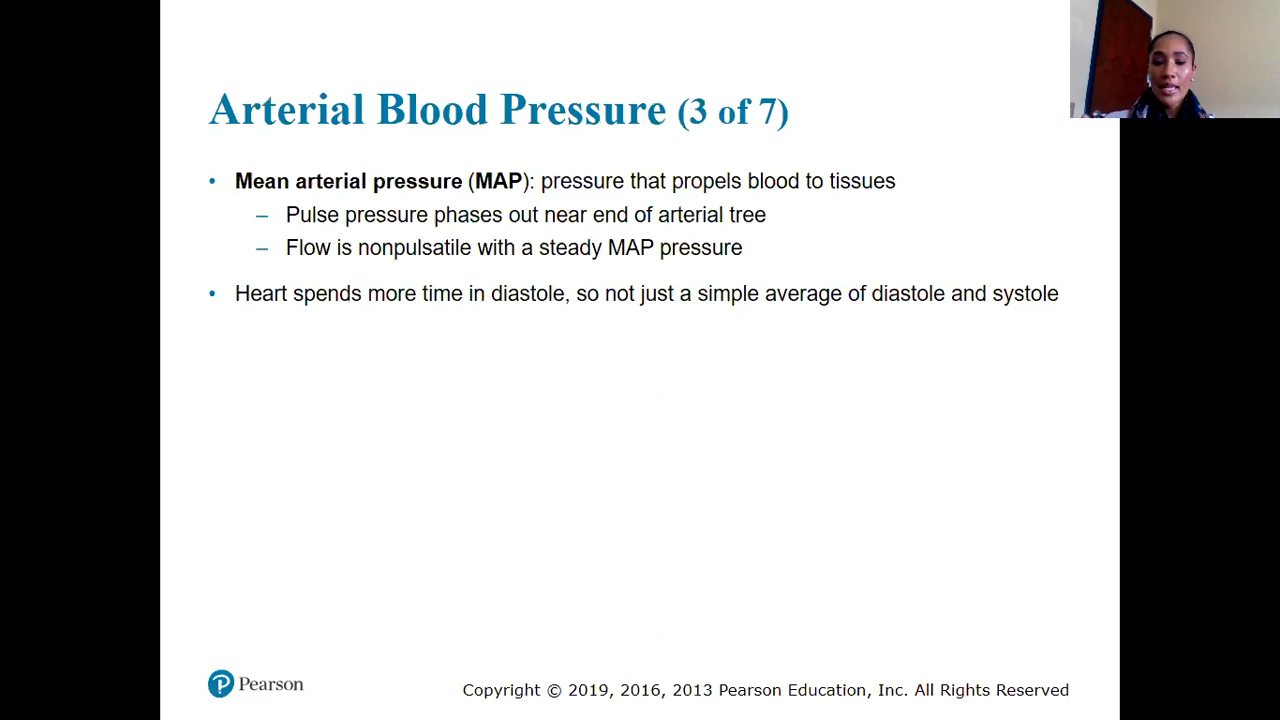 Arterial Blood Pressure (3 of 7)
• Mean arterial pressure (MAP): pressure that propels blood to tissues
– Pulse pressure phases out near end of arterial tree
– Flow is nonpulsatile with a steady MAP pressure
• Heart spends more time in diastole, so not just a simple average of diastole and systole
Pearson
Copyright © 2019, 2016, 2013 Pearson Education, Inc. All Rights Reserved